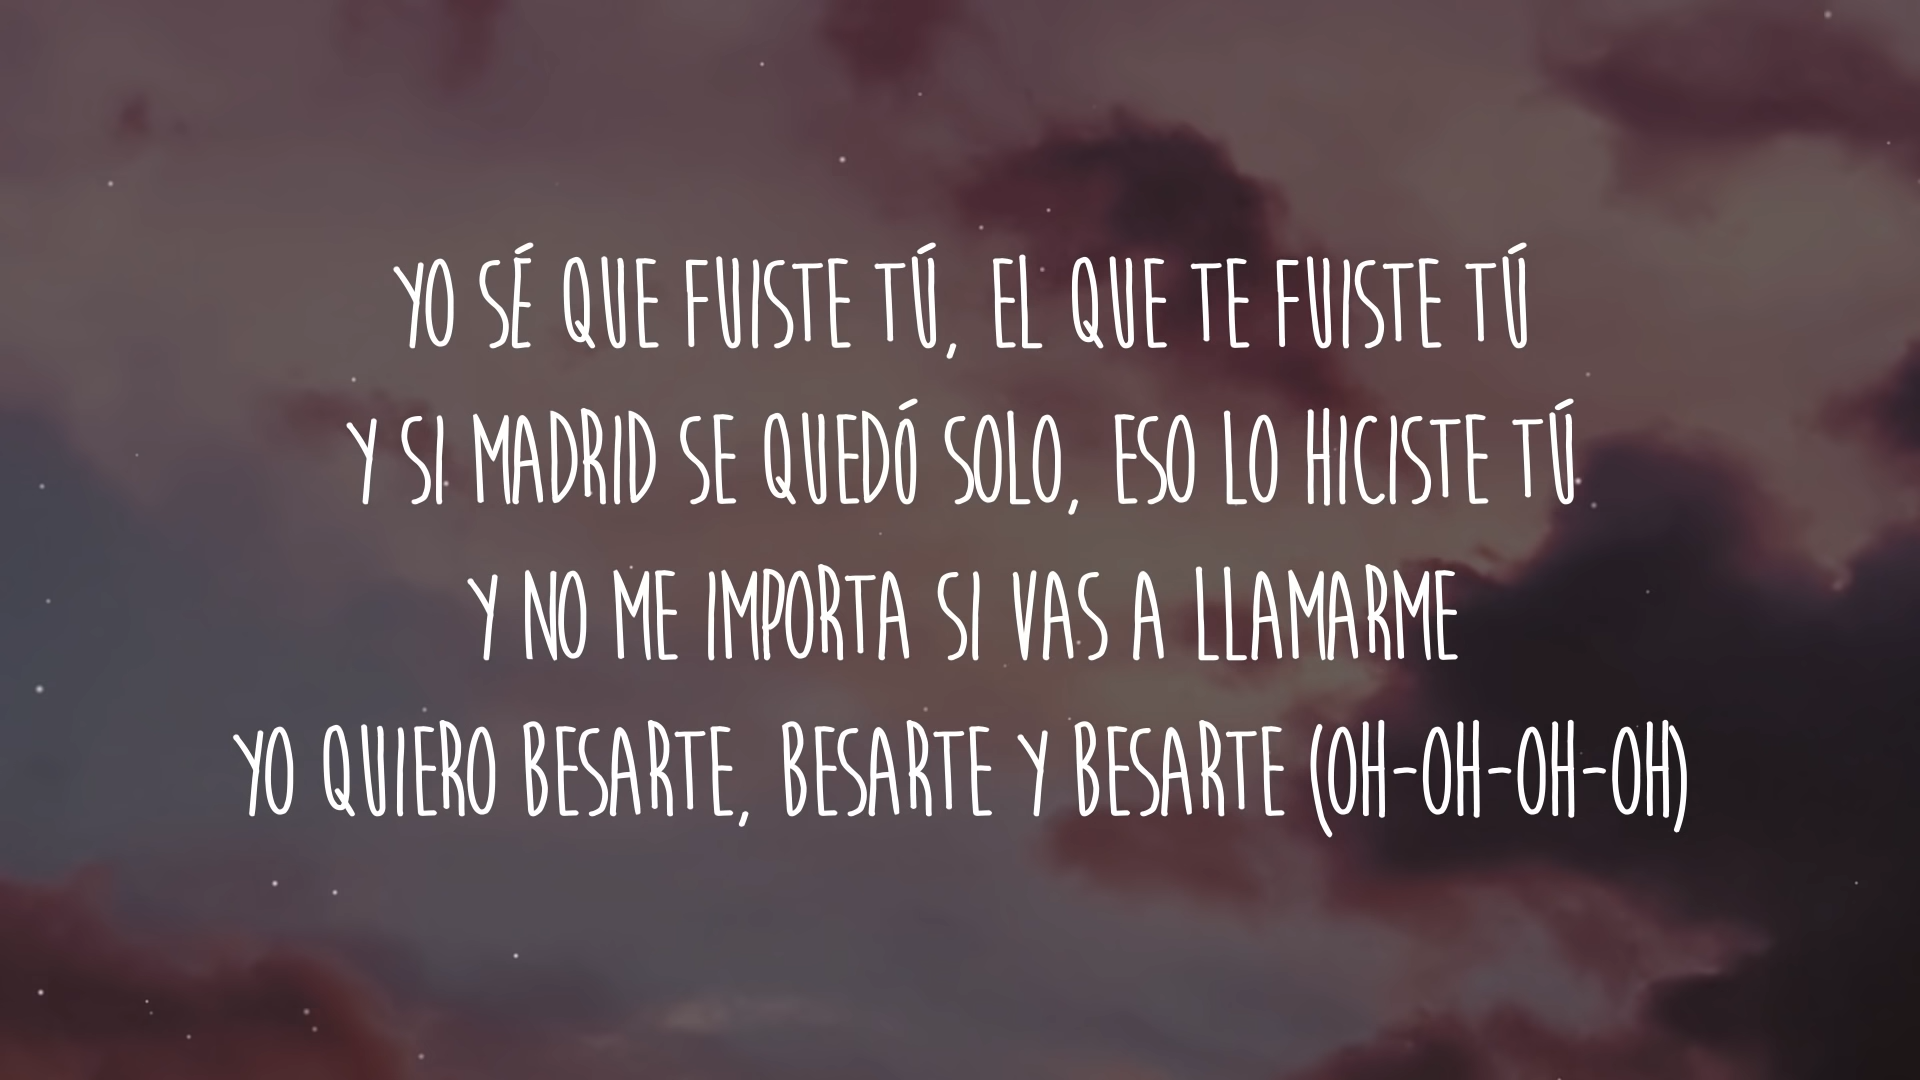 YO SÉ QUE FUISTE TÚ, EL QUE TE FUISTE TÚ
Y SI MADRID SE QUEDÓ SOLO, ESO LO HICISTE TÚ
Y NO ME IMPORTA SI VAS A LLAMARME
YO QUIERO BESARTE, BESARTE Y BESARTE (OH-OH-OH-OH)